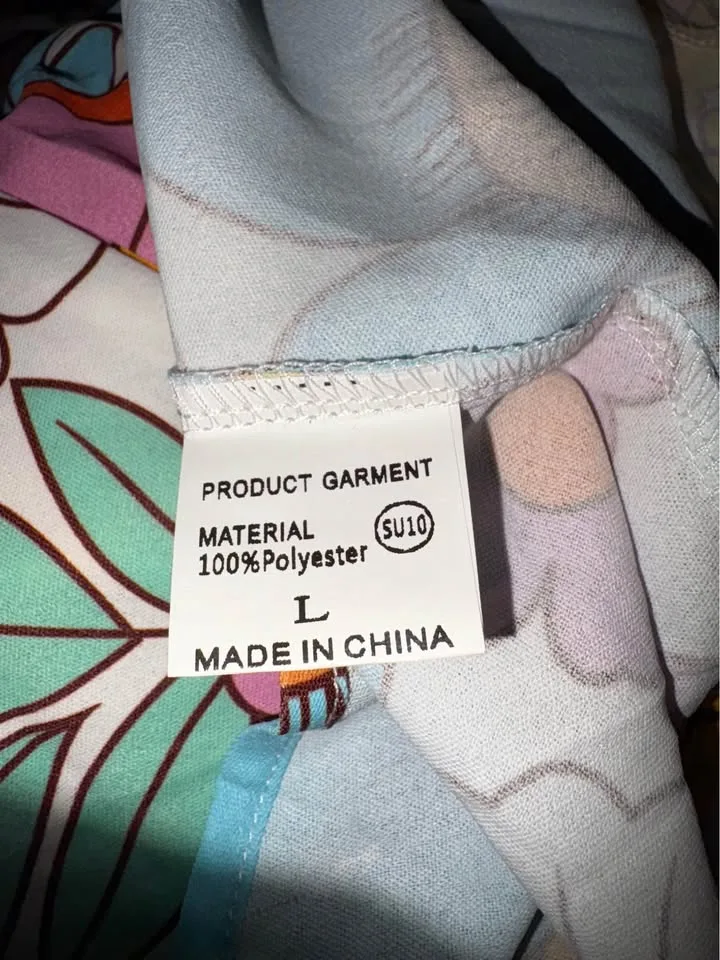 PRODUCT GARMENT
MATERIAL
SU10
100%Polyester
L
MADE IN CHINA